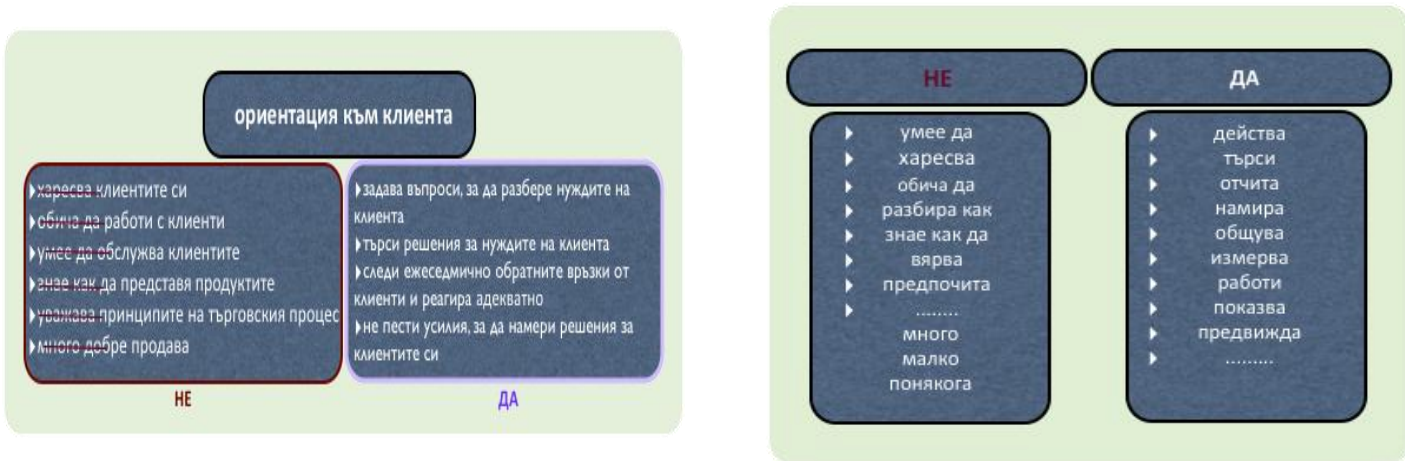 ориентация към клиента
харесва клиентите си
обича да работи с клиенти
умее да обслужва клиентите
знае как да представя продуктите
уважава принципите на търговския процес
много добре продава
НЕ
задава въпроси, за да разбере нуждите на
клиента
търси решения за нуждите на клиента
следи ежеседмично обратните връзки от
клиенти и реагира адекватно
не пести усилия, за да намери решения за
клиентите си
ДА
НЕ
умее да
харесва
обича да
разбира как
знае как да
вярва
предпочита
........
много
малко
понякога
ДА
действа
търси
отчита
намира
общува
измерва
работи
показва
предвижда
.........